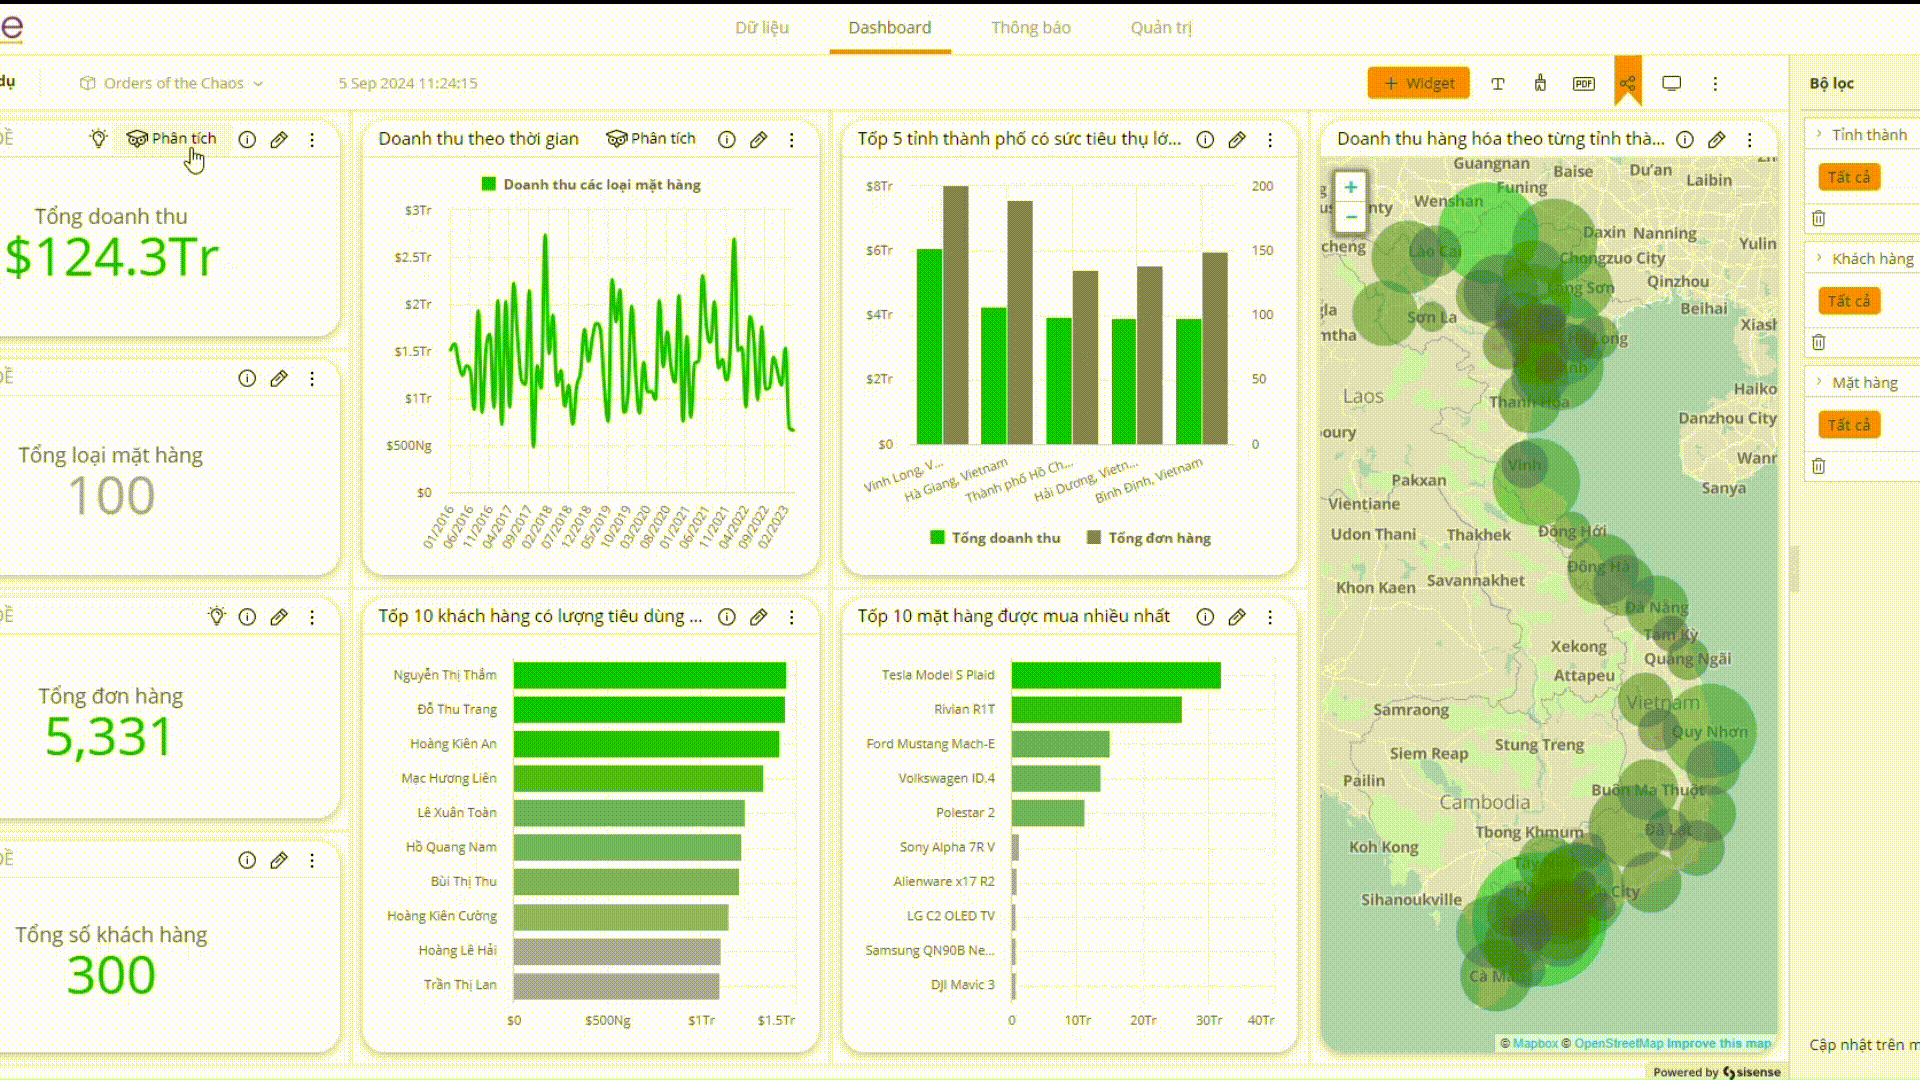 e
Dữ liệu
Dashboard
Thông báo
Quản trị
dụ
Orders of the Chaos
5 Sep 2024 11:24:15
+ Widget
PDF
Bộ lọc
ĐỀ
Phân tích
Tổng doanh thu
$124.3Tr
ĐỀ
Tổng loại mặt hàng
100
ĐỀ
Tổng đơn hàng
5,331
ĐỀ
Tổng số khách hàng
300
Doanh thu theo thời gian
Phân tích
Doanh thu các loại mặt hàng
$3Tr
$2.5Tr
$2Tr
$1.5Tr
$1Tr
$500Ng
$0
01/2016
06/2016
11/2016
04/2017
09/2017
02/2018
07/2018
12/2018
05/2019
10/2019
03/2020
08/2020
01/2021
06/2021
11/2021
04/2022
09/2022
02/2023
Tốp 5 tỉnh thành phố có sức tiêu thụ lớ...
$8Tr
$6Tr
$4Tr
$2Tr
$0
200
150
100
50
0
Vĩnh Long, V...
Hà Giang, Vietnam
Thành phố Hồ Ch...
Hải Dương, Vietn...
Bình Định, Vietnam
Tổng doanh thu
Tổng đơn hàng
Tốp 10 khách hàng có lượng tiêu dùng ...
Nguyễn Thị Thắm
Đỗ Thu Trang
Hoàng Kiên An
Mạc Hương Liên
Lê Xuân Toàn
Hồ Quang Nam
Bùi Thị Thu
Hoàng Kiên Cường
Hoàng Lê Hải
Trần Thị Lan
$0
$500Ng
$1Tr
$1.5Tr
Tốp 10 mặt hàng được mua nhiều nhất
Tesla Model S Plaid
Rivian R1T
Ford Mustang Mach-E
Volkswagen ID.4
Polestar 2
Sony Alpha 7R V
Alienware x17 R2
LG C2 OLED TV
Samsung QN90B Ne...
DJI Mavic 3
0
10Tr
20Tr
30Tr
40Tr
Doanh thu hàng hóa theo từng tỉnh thà...
+
−
Guangnan
Baise
Du'an
Laibin
Funing
Wenshan
Daxin
Nanning
Yulin
cheng
Lào Cai
Chongzuo City
Lạng Sơn
Qinzhou
Beihai
Sơn La
Xiash
mtha
Long
Laos
Thanh Hóa
Haiko
Danzhou City
boury
Vinh
Wann
Pakxan
Sanya
Vientiane
Udon Thani
Thakhek
Đồng Hới
Đông Hà
Khon Kaen
Savannakhet
Đà Nẵng
Tam Kỳ
Xekong
Quảng Ngãi
Attapeu
Vietnam
Samraong
Quy Nhơn
Stung Treng
Siem Reap
Pailin
Buôn Ma Thuột
Cambodia
Đà Lạt
Tbong Khmum
Koh Kong
City
Sihanoukville
Cà Mau
© Mapbox © OpenStreetMap Improve this map
Tỉnh thành
Tất cả
Khách hàng
Tất cả
Mặt hàng
Tất cả
Cập nhật trên m
Powered by sisense